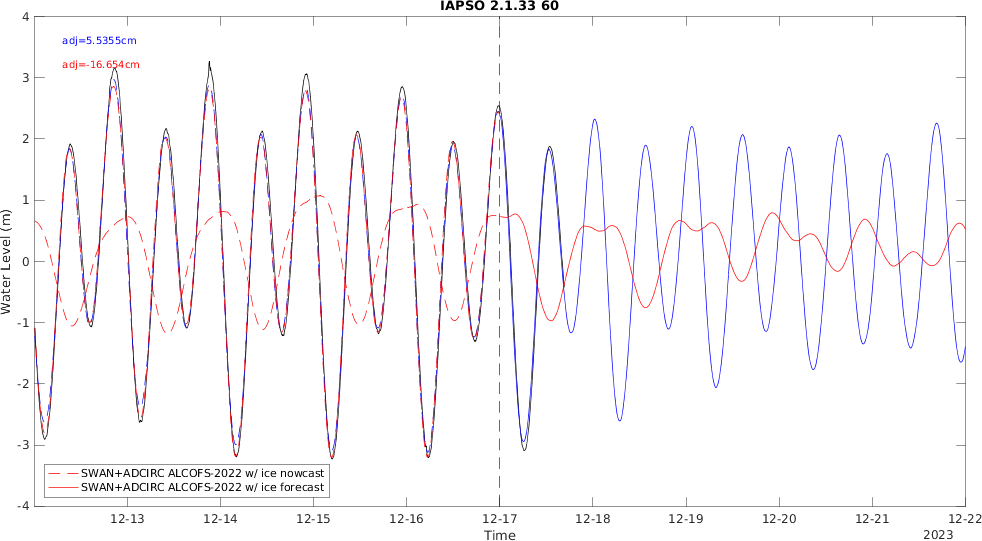 IAPSO 2.1.33 60
adj=5.5355cm
adj=-16.654cm
4
3
2
1
0
-1
-2
-3
-4
Water Level (m)
SWAN+ADCIRC ALCOFS-2022 w/ ice nowcast
SWAN+ADCIRC ALCOFS-2022 w/ ice forecast
12-13 12-14 12-15 12-16 12-17 12-18 12-19 12-20 12-21 12-22
Time 2023